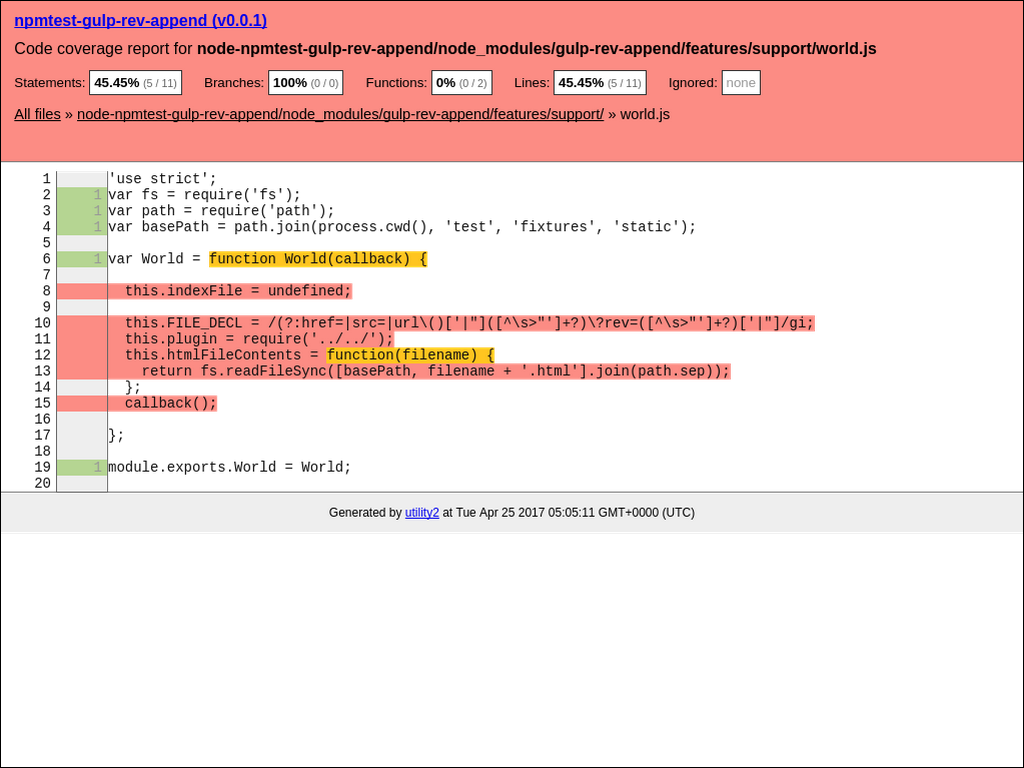 npmtest-gulp-rev-append (v0.0.1)
Code coverage report for node-npmtest-gulp-rev-append/node_modules/gulp-rev-append/features/support/world.js
Statements: 45.45% (5 / 11) Branches: 100% (0 / 0) Functions: 0% (0 / 2) Lines: 45.45% (5 / 11) Ignored: none
All files » node-npmtest-gulp-rev-append/node_modules/gulp-rev-append/features/support/ » world.js
1 'use strict';
2 1 var fs = require('fs');
3 1 var path = require('path');
4 1 var basePath = path.join(process.cwd(), 'test', 'fixtures', 'static');
5
6 1 var World = function World(callback) {
7
8 this.indexFile = undefined;
9
10 this.FILE_DECL = /(?:href=|src=|url\()['|"]([^\s>"']+?)\?rev=([^\s>"']+?)['|"]/gi;
11 this.plugin = require('../../');
12 this.htmlFileContents = function(filename) {
13 return fs.readFileSync([basePath, filename + '.html'].join(path.sep));
14 };
15 callback();
16
17 };
18
19 1 module.exports.World = World;
20
Generated by utility2 at Tue Apr 25 2017 05:05:11 GMT+0000 (UTC)